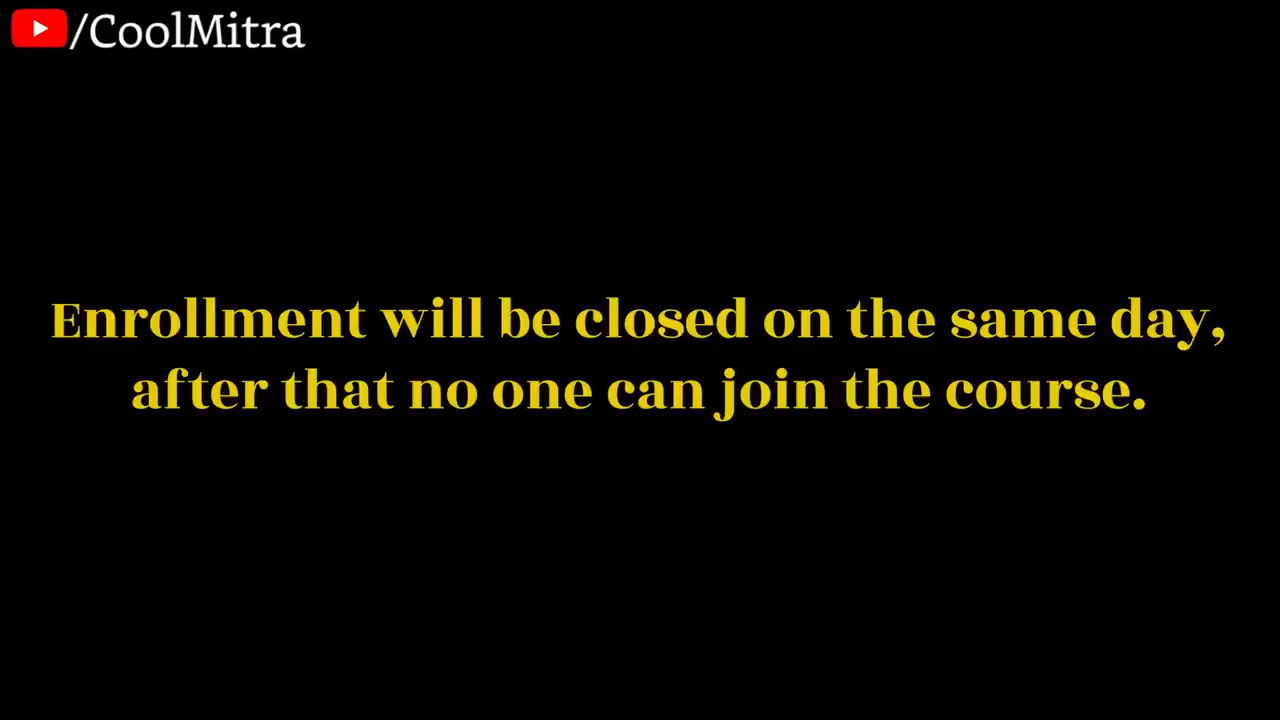 /CoolMitra
Enrollment will be closed on the same day,
after that no one can join the course.